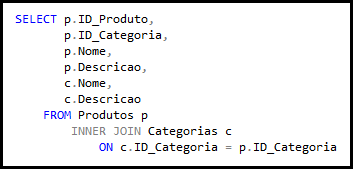 SELECT p.ID_Produto,
p.ID_Categoria,
p.Nome,
p.Descricao,
c.Nome,
c.Descricao
FROM Produtos p
INNER JOIN Categorias c
ON c.ID_Categoria = p.ID_Categoria